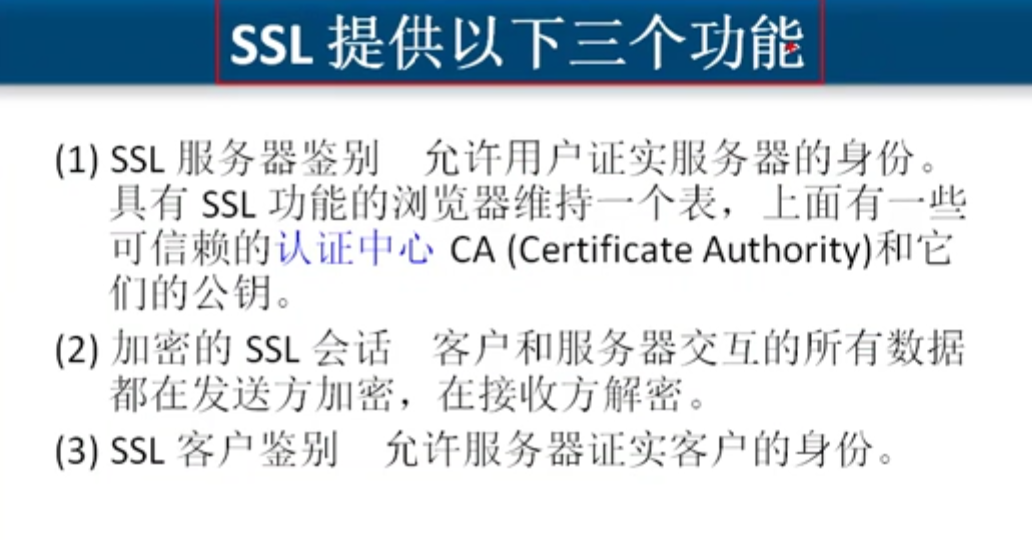 SSL 提供以下三个功能
(1) SSL 服务器鉴别 允许用户证实服务器的身份。
具有 SSL 功能的浏览器维持一个表，上面有一些
可信赖的认证中心 CA (Certificate Authority)和它
们的公钥。
(2) 加密的 SSL 会话 客户和服务器交互的所有数据
都在发送方加密，在接收方解密。
(3) SSL 客户鉴别 允许服务器证实客户的身份。